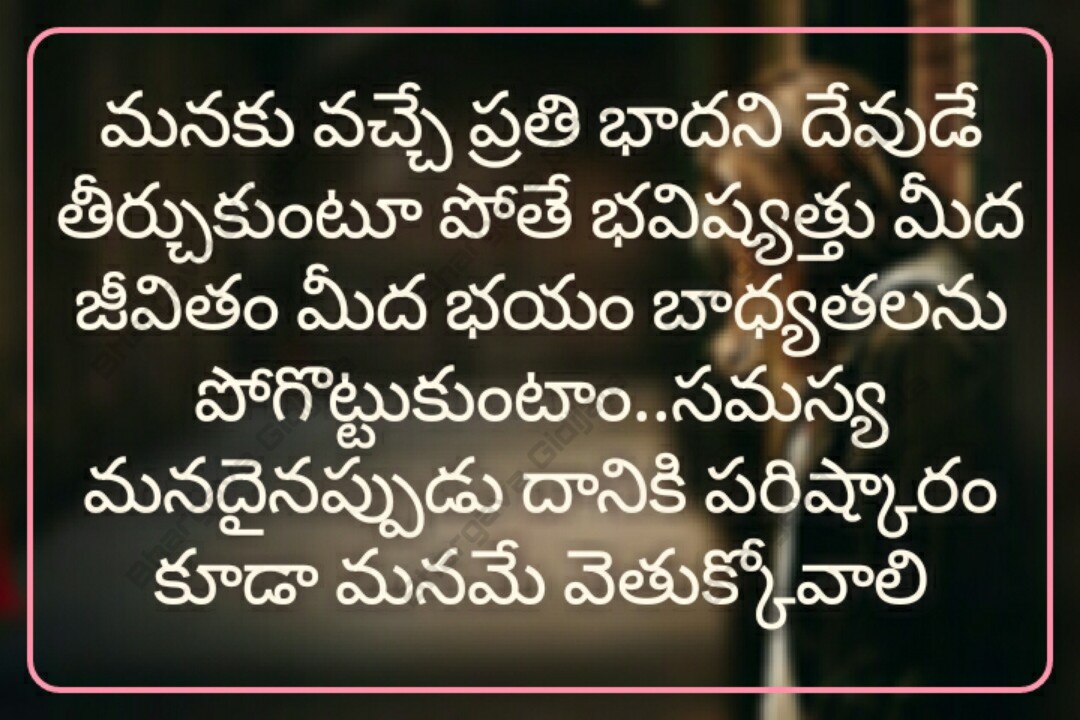 మనకు వచ్చే ప్రతి భాదని దేవుడే
తీర్చుకుంటూ పోతే భవిష్యత్తు మీద
జీవితం మీద భయం బాధ్యతలను
పోగొట్టుకుంటాం..సమస్య
మనదైనప్పుడు దానికి పరిష్కారం
కూడా మనమే వెతుక్కోవాలి